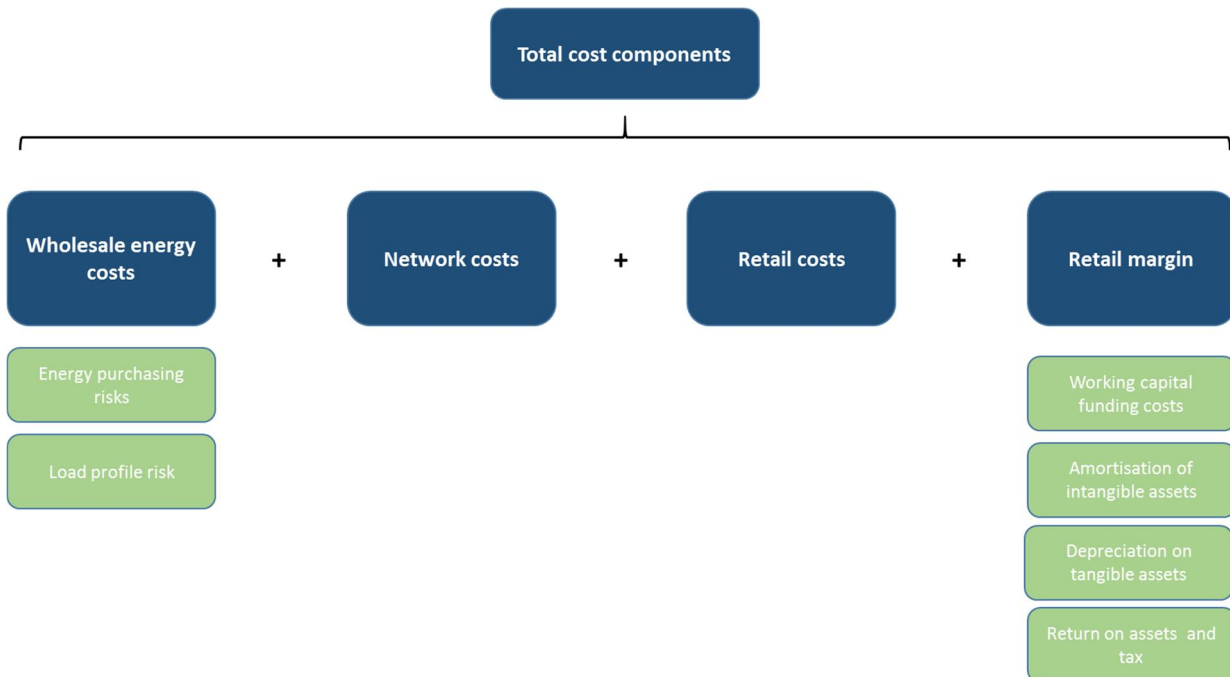 Total cost components
Wholesale energy
costs
+
Network costs
+
Retail costs
+
Retail margin
Energy purchasing
risks
Load profile risk
Working capital
funding costs
Amortisation of
intangible assets
Depreciation on
tangible assets
Return on assets and
tax